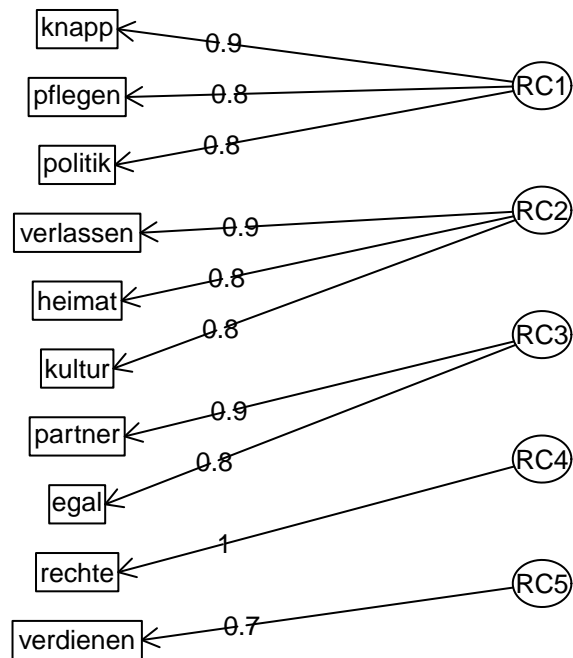 knapp
0.9
RC1
pflegen
0.8
politik
0.8
RC2
verlassen
0.9
heimat
0.8
kultur
0.8
RC3
partner
0.9
egal
0.8
RC4
rechte
1
RC5
verdienen
0.7